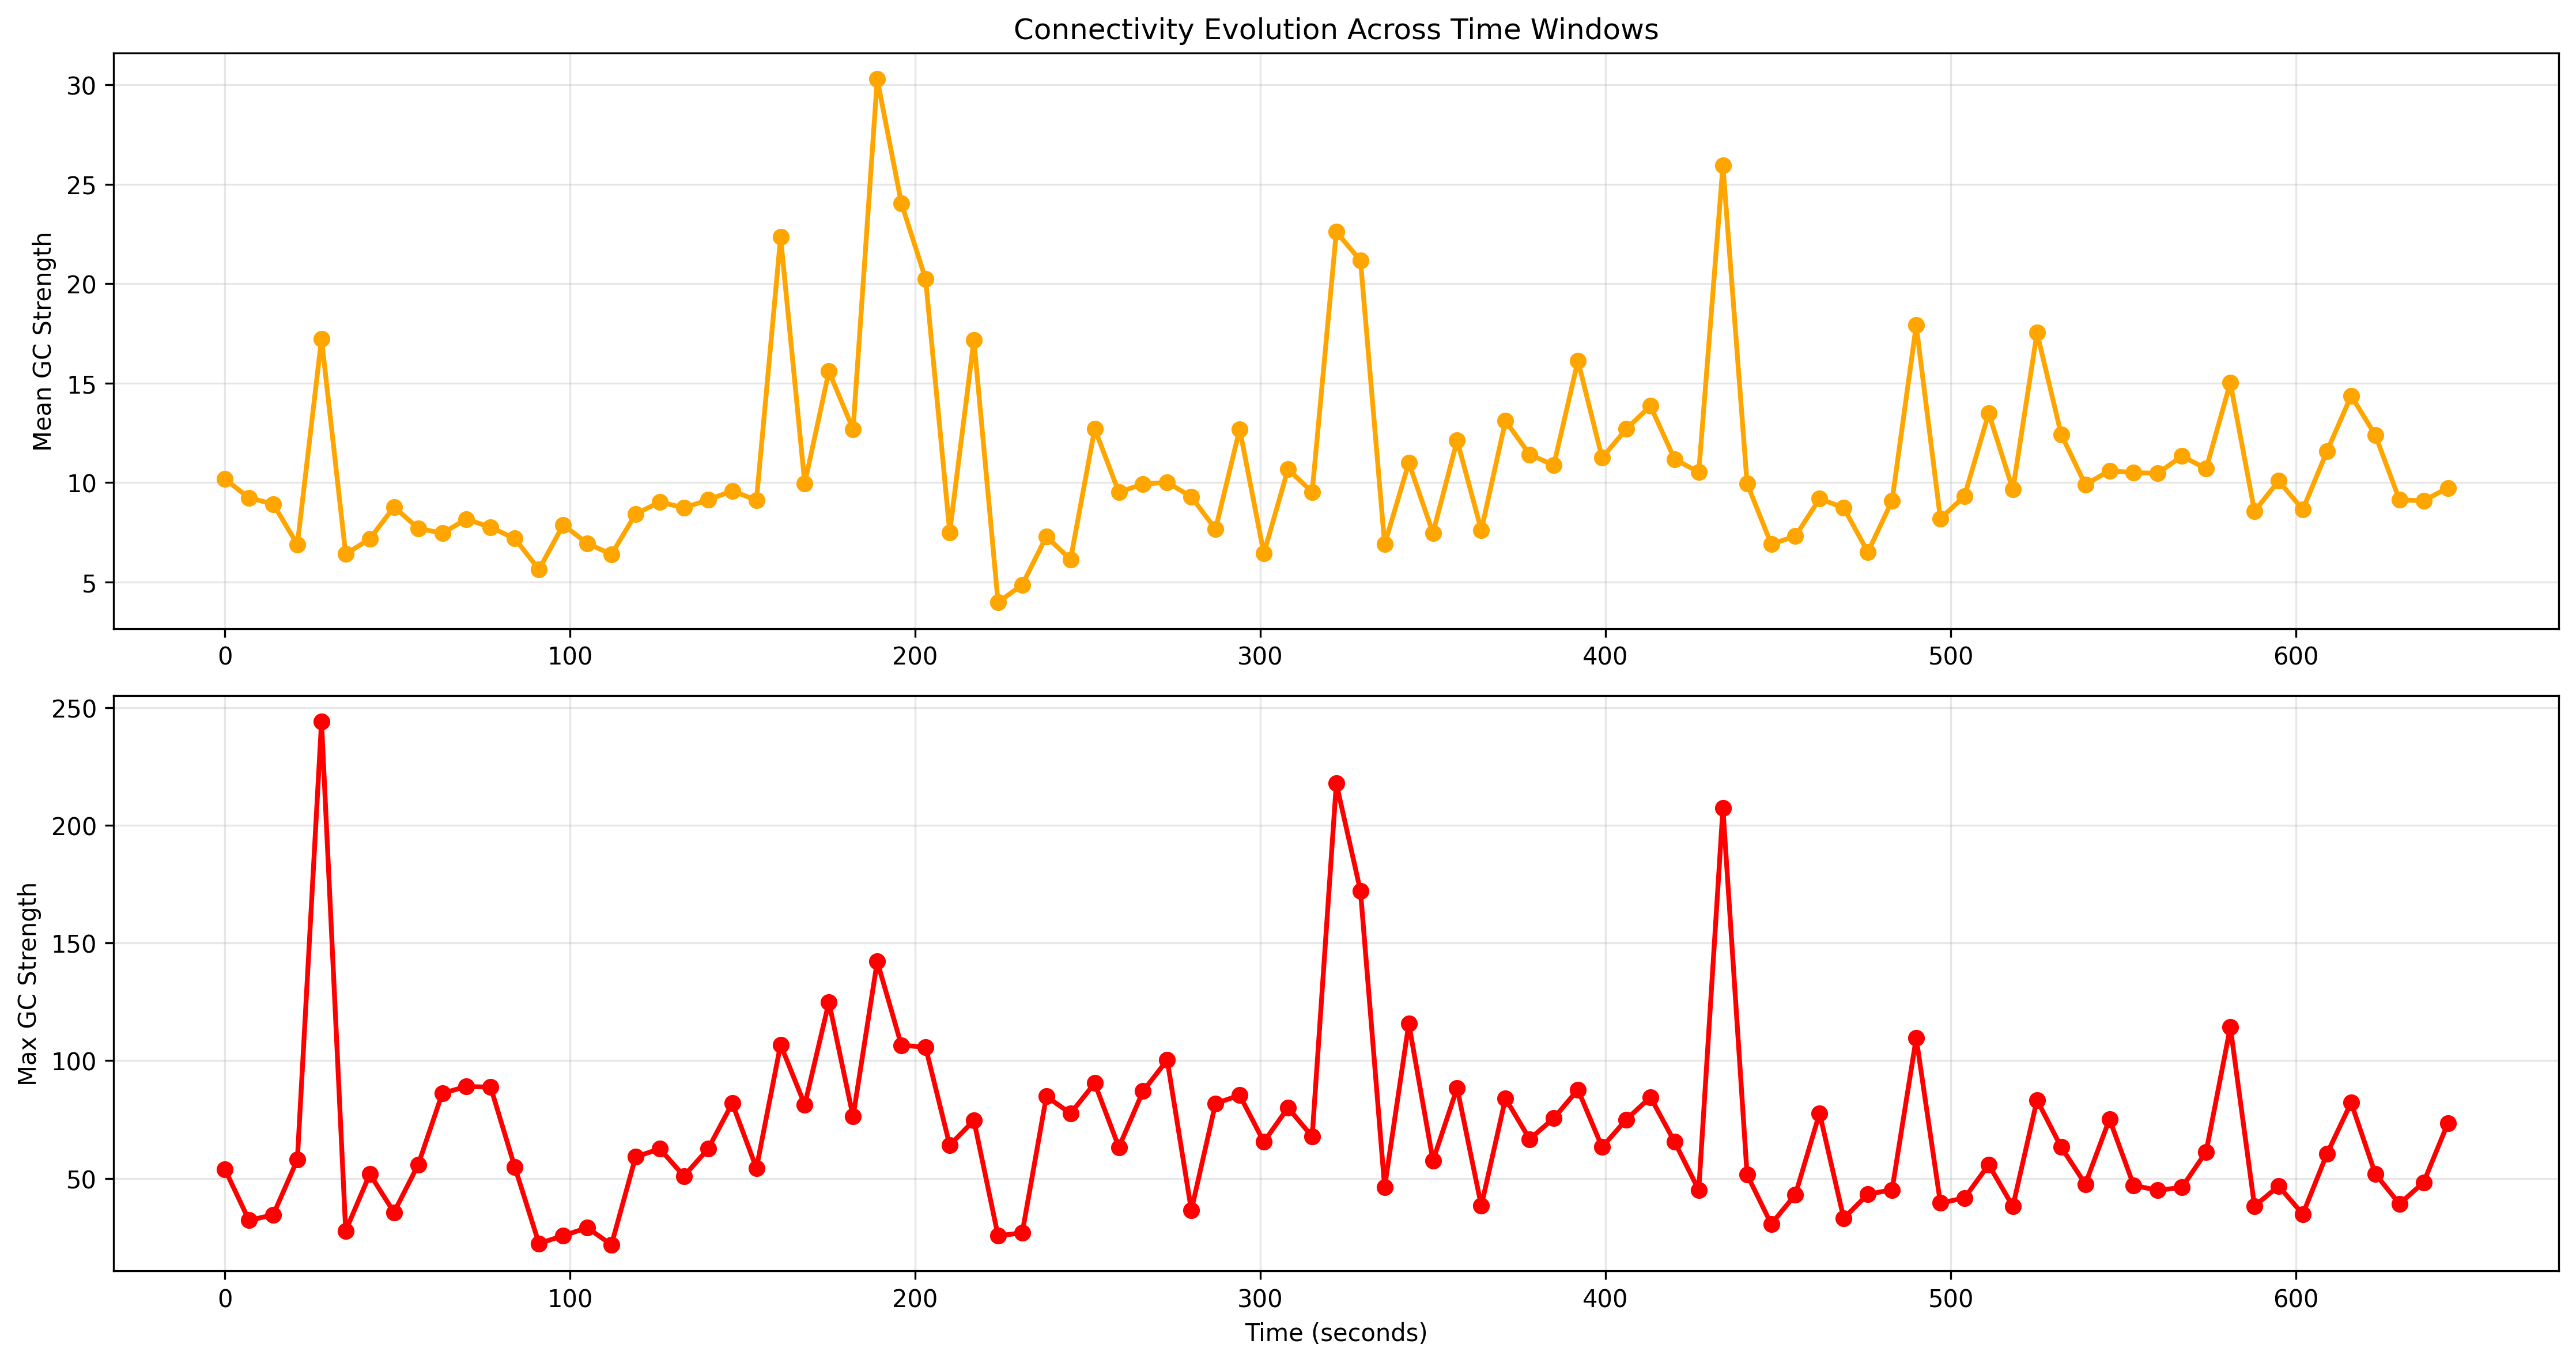 Connectivity Evolution Across Time Windows
Mean GC Strength
30
25
20
15
10
5
0 100 200 300 400 500 600
Max GC Strength
250
200
150
100
50
0 100 200 300 400 500 600
Time (seconds)